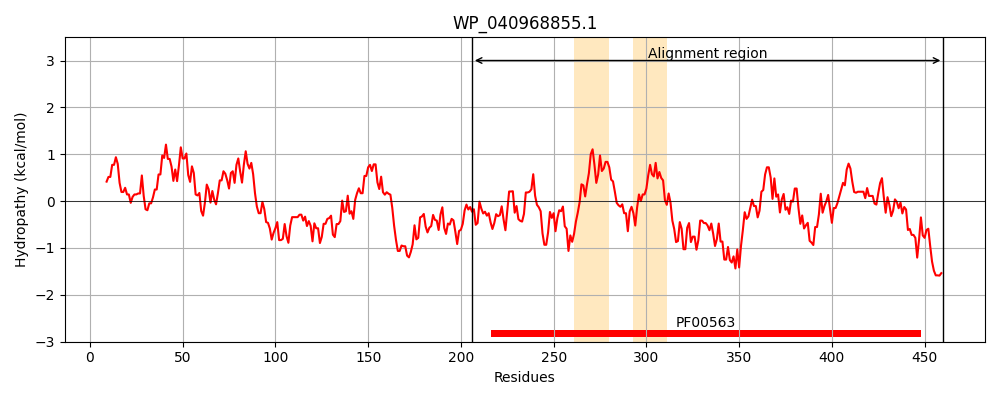 WP_040968855.1
Hydropathy (kcal/mol)
3
2
1
0
−1
−2
−3
Alignment region
PF00563
0 50 100 150 200 250 300 350 400 450
Residues